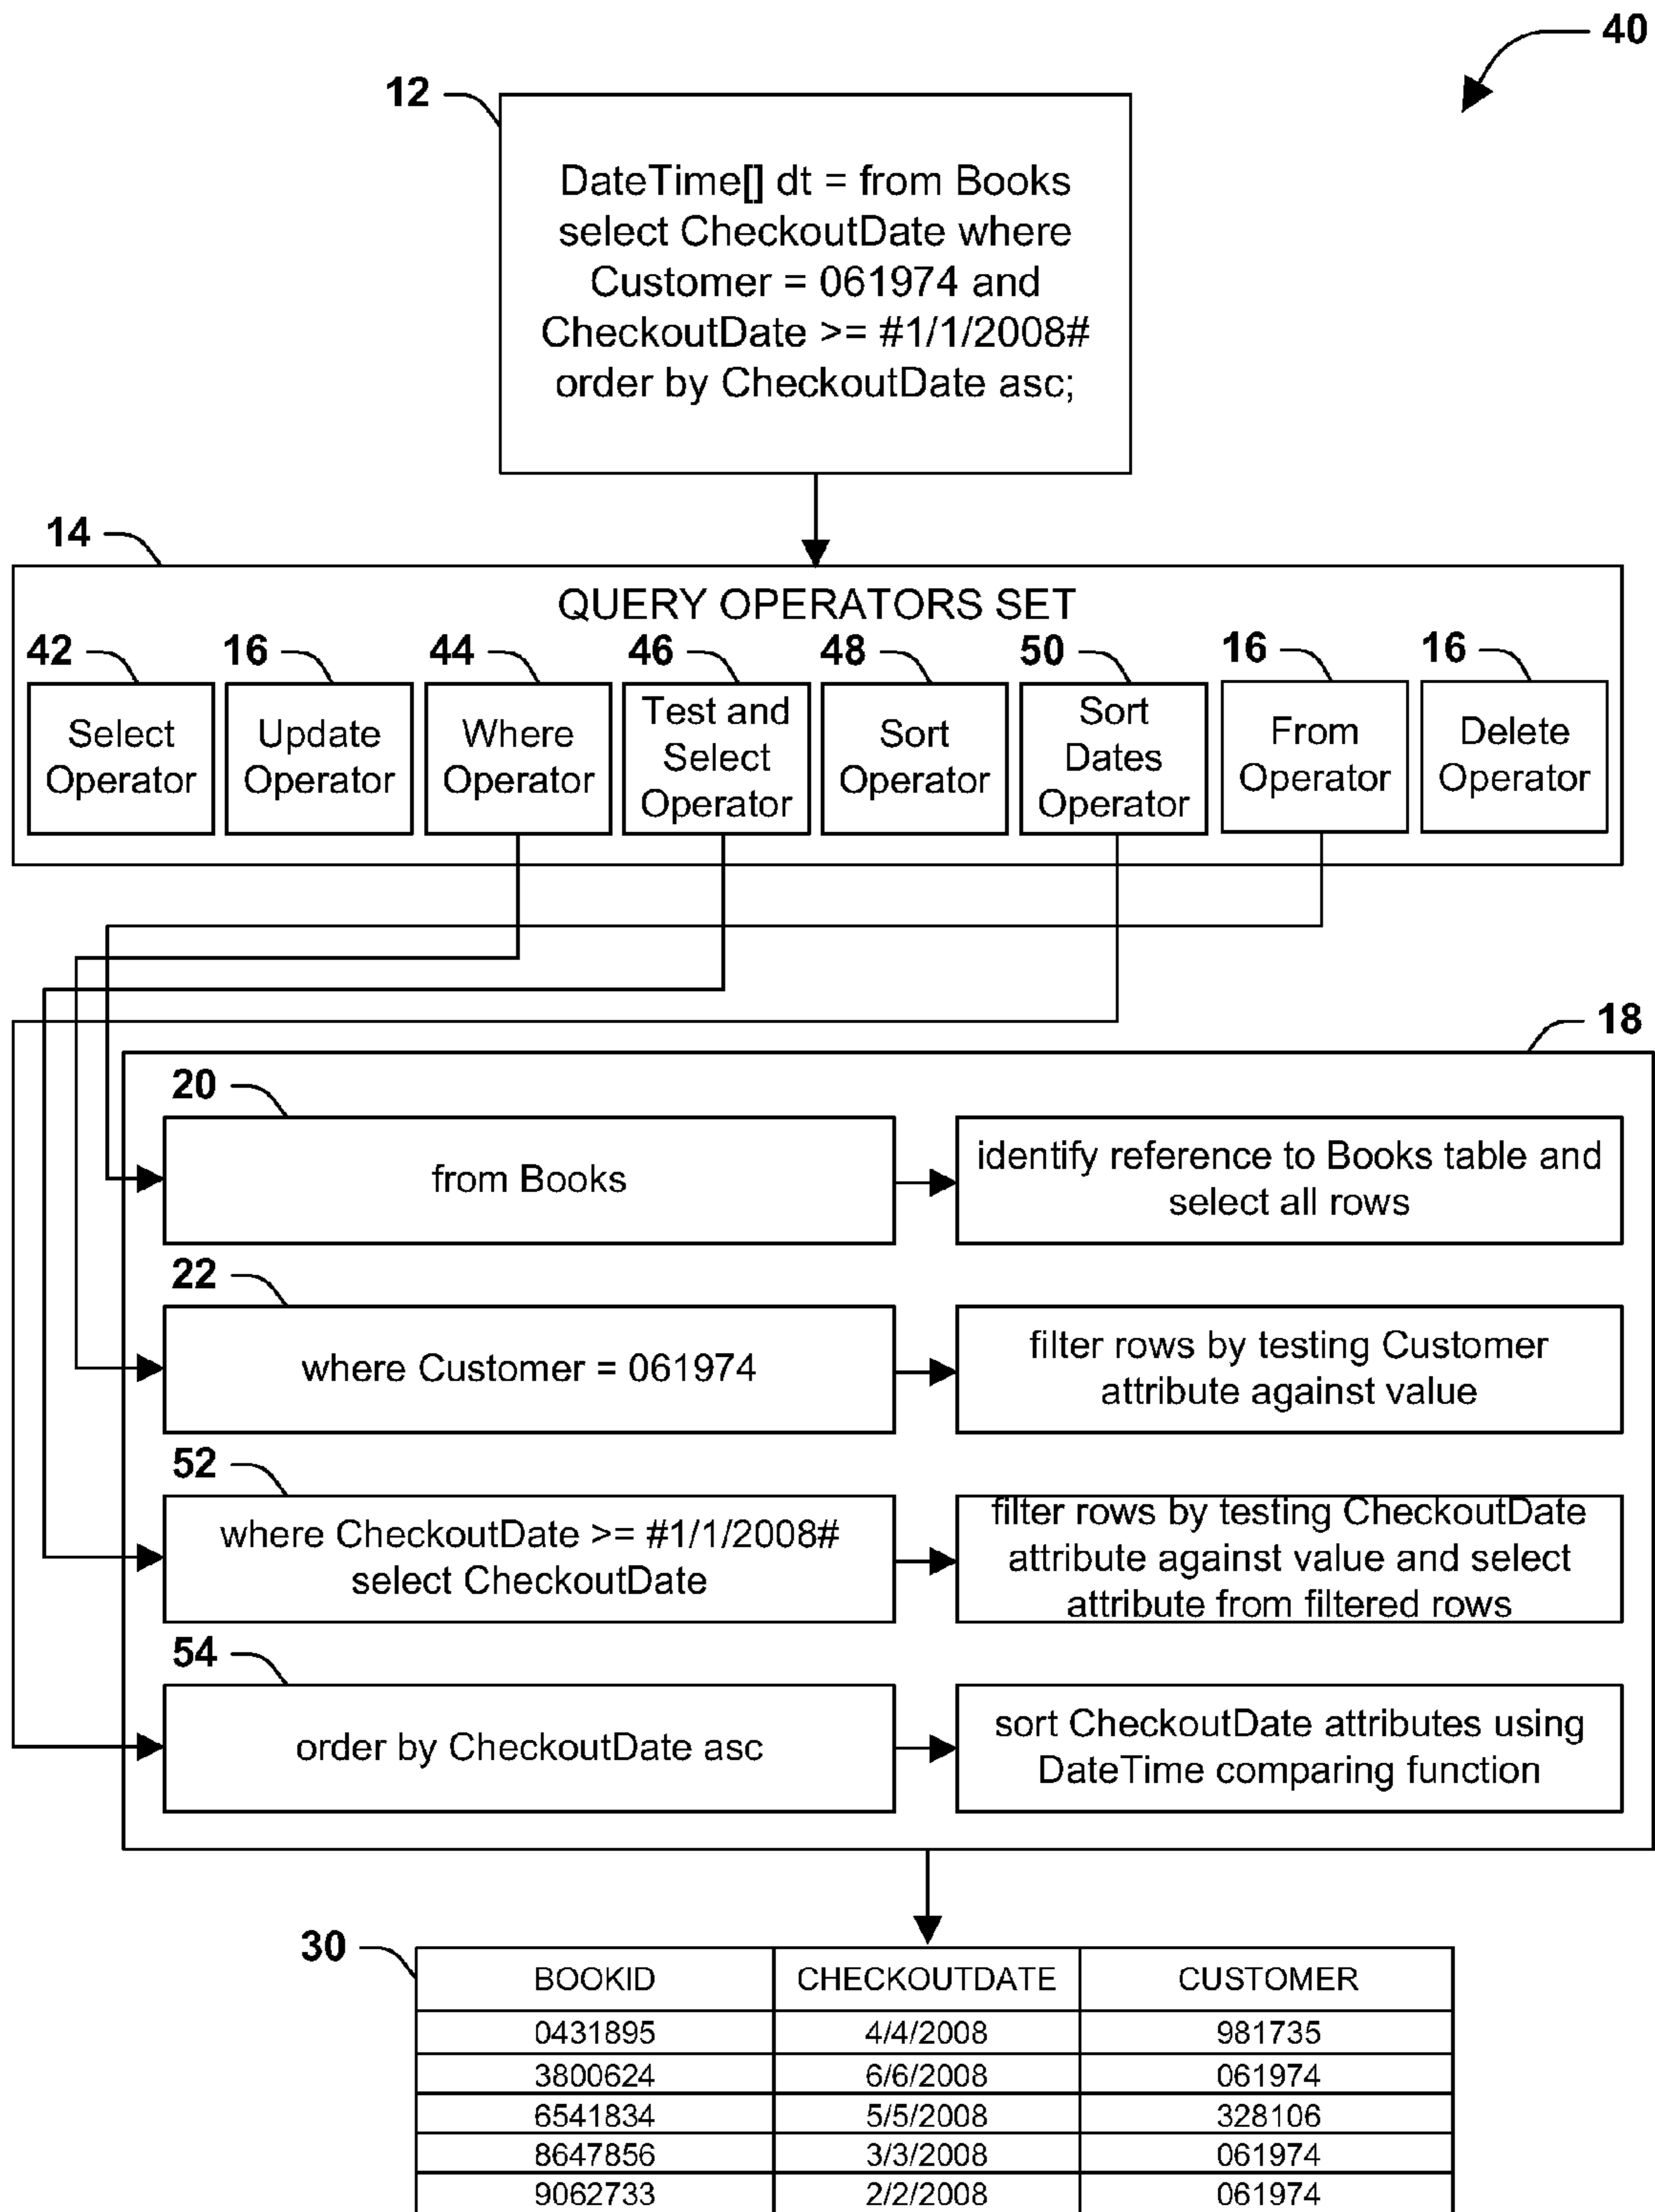 40
12
DateTime[] dt = from Books
select CheckoutDate where
Customer = 061974 and
CheckoutDate >= #1/1/2008#
order by CheckoutDate asc;
14
QUERY OPERATORS SET
42
16
44
46
48
50
16
16
Select
Operator
Update
Operator
Where
Operator
Test and
Select
Operator
Sort
Operator
Sort
Dates
Operator
From
Operator
Delete
Operator
18
20
from Books
identify reference to Books table and
select all rows
22
where Customer = 061974
filter rows by testing Customer
attribute against value
52
where CheckoutDate >= #1/1/2008#
select CheckoutDate
filter rows by testing CheckoutDate
attribute against value and select
attribute from filtered rows
54
order by CheckoutDate asc
sort CheckoutDate attributes using
DateTime comparing function
30
BOOKID CHECKOUTDATE CUSTOMER
0431895 4/4/2008 981735
3800624 6/6/2008 061974
6541834 5/5/2008 328106
8647856 3/3/2008 061974
9062733 2/2/2008 061974